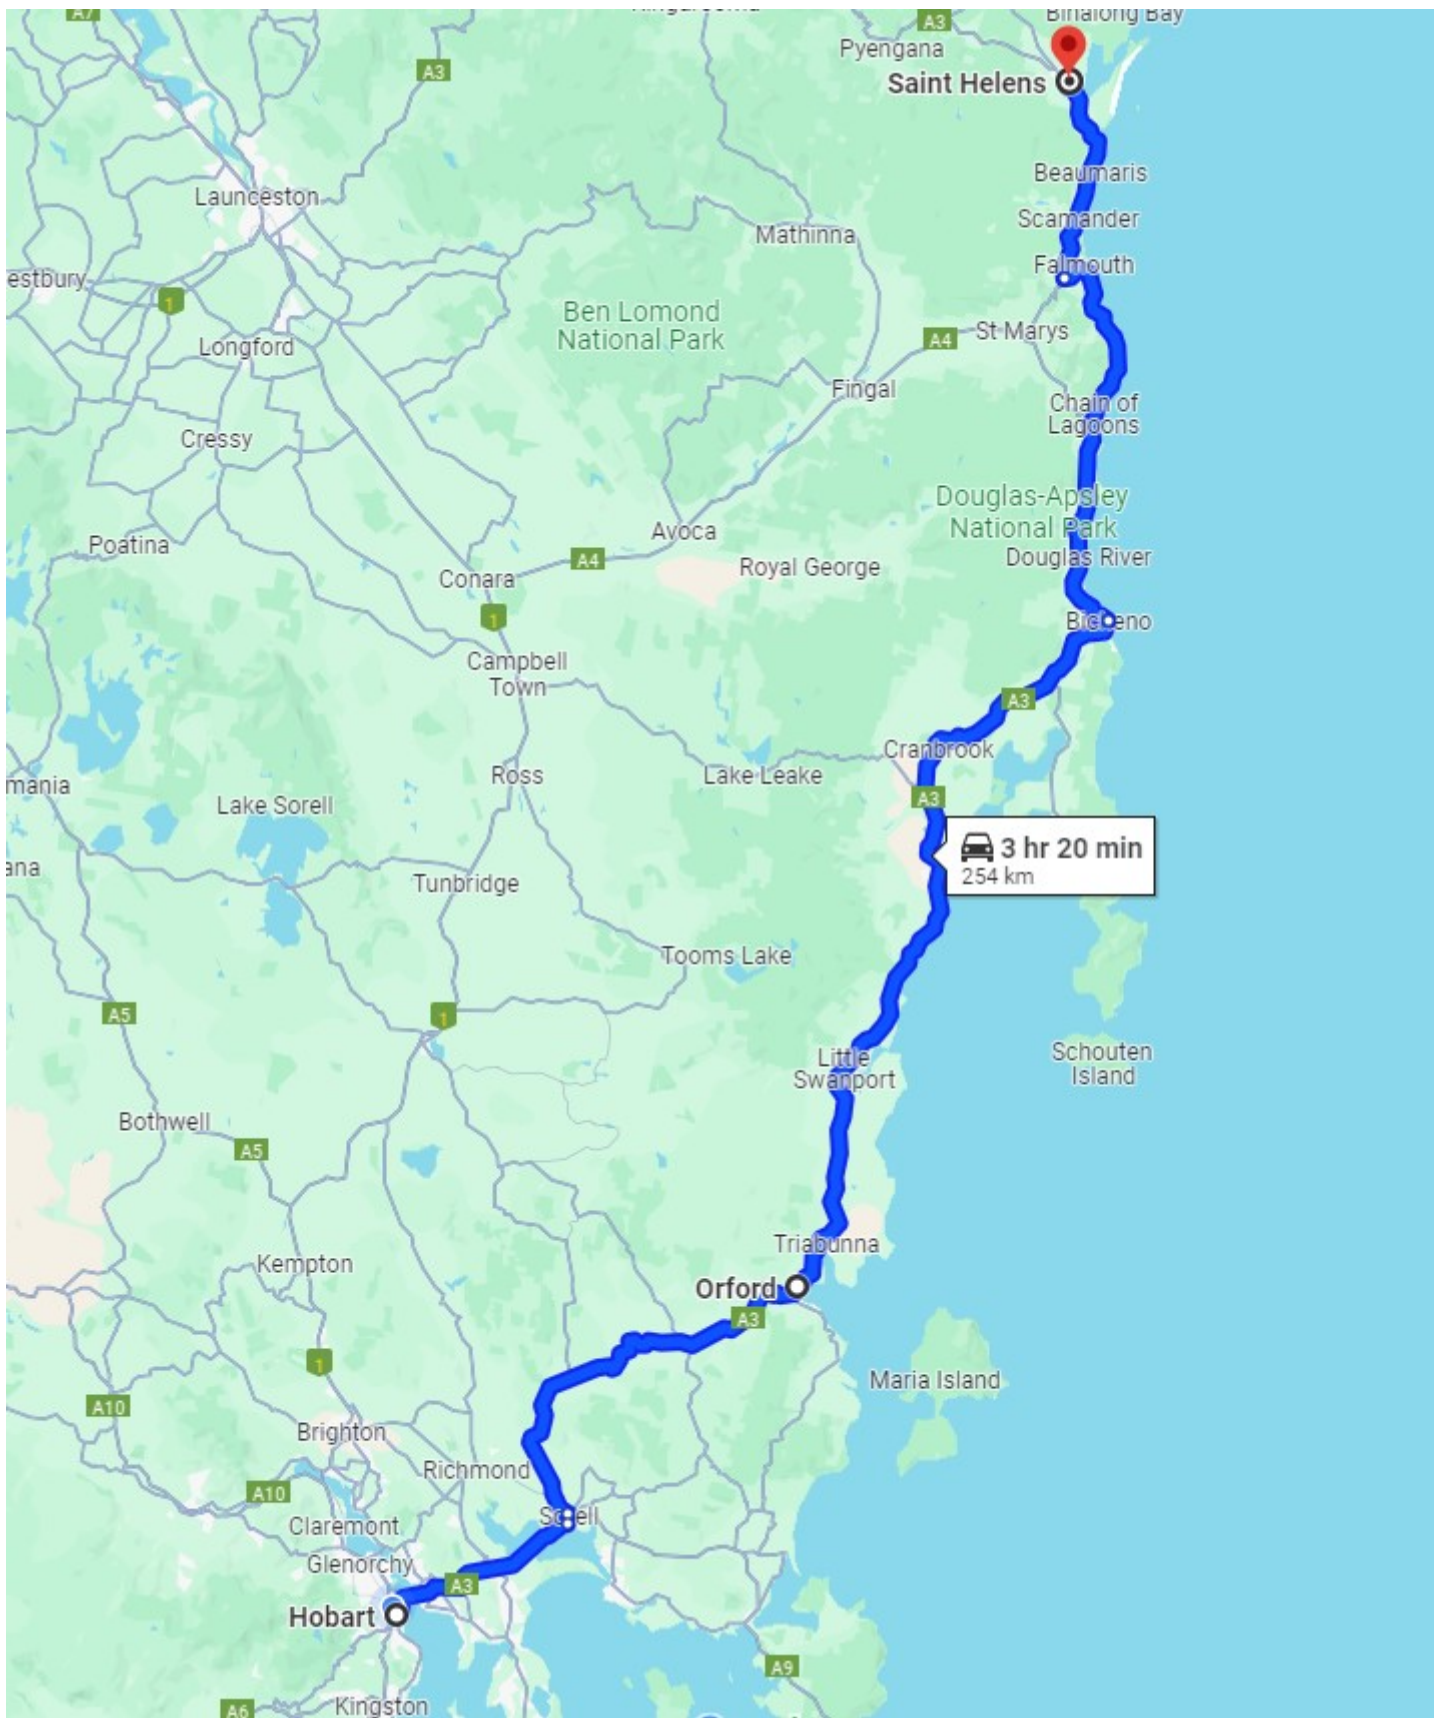 A7
A3
Binalong Bay
Pyengana
A3
Saint Helens
Launceston
Beaumaris
Scamander
Mathinna
Falmouth
estbury
1
Ben Lomond
National Park
St Marys
A4
Longford
Fingal
Chain of
Lagoons
Cressy
Douglas-Apsley
National Park
Avoca
Poatina
Douglas River
A4
Royal George
Conara
1
Bicheno
Campbell
Town
A3
Cranbrook
Ross
Lake Leake
mania
A3
Lake Sorell
3 hr 20 min
254 km
ana
Tunbridge
Tooms Lake
A5
1
Little
Swanport
Schouten
Island
Bothwell
A5
Triabunna
Kempton
Orford
A3
1
Maria Island
A10
Brighton
Richmond
A10
Sorell
Claremont
Glenorchy
A3
Hobart
A9
Kingston
A6